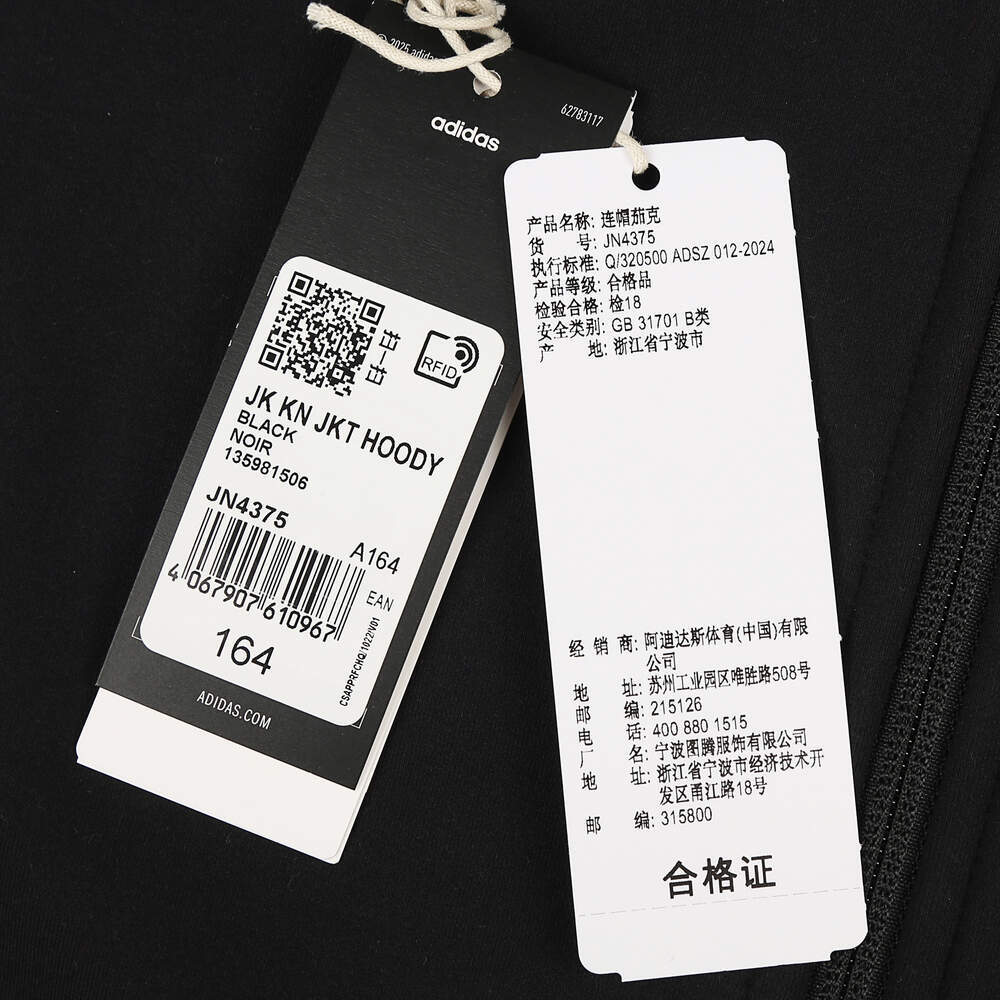 © 2025 adidas
adidas
62783117
RFID
JK KN JKT HOODY
BLACK
NOIR
135981506
JN4375
A164
4 067907 610967
EAN
164
CSAPPRFCHQ/1022/V01
ADIDAS.COM
产品名称: 连帽茄克
货 号: JN4375
执行标准: Q/320500 ADSZ 012-2024
产品等级: 合格品
检验合格: 检18
安全类别: GB 31701 B类
产 地: 浙江省宁波市
经 销 商: 阿迪达斯体育(中国)有限
公司
地 址: 苏州工业园区唯胜路508号
邮 编: 215126
电 话: 400 880 1515
厂 名: 宁波图腾服饰有限公司
地 址: 浙江省宁波市经济技术开
发区甬江路18号
邮 编: 315800
合格证